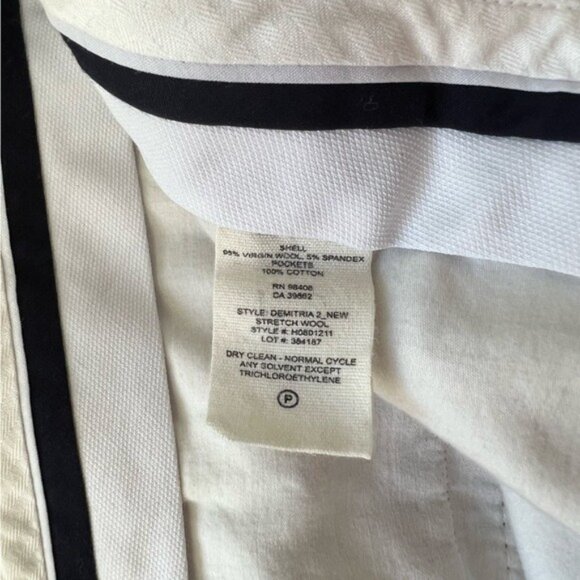 SHELL
95% VIRGIN WOOL, 5% SPANDEX
POCKETS
100% COTTON
RN 98408
CA 39662
STYLE: DEMITRIA 2_NEW
STRETCH WOOL
STYLE #: H0801211
LOT #: 384187
DRY CLEAN - NORMAL CYCLE
ANY SOLVENT EXCEPT
TRICHLOROETHYLENE
P